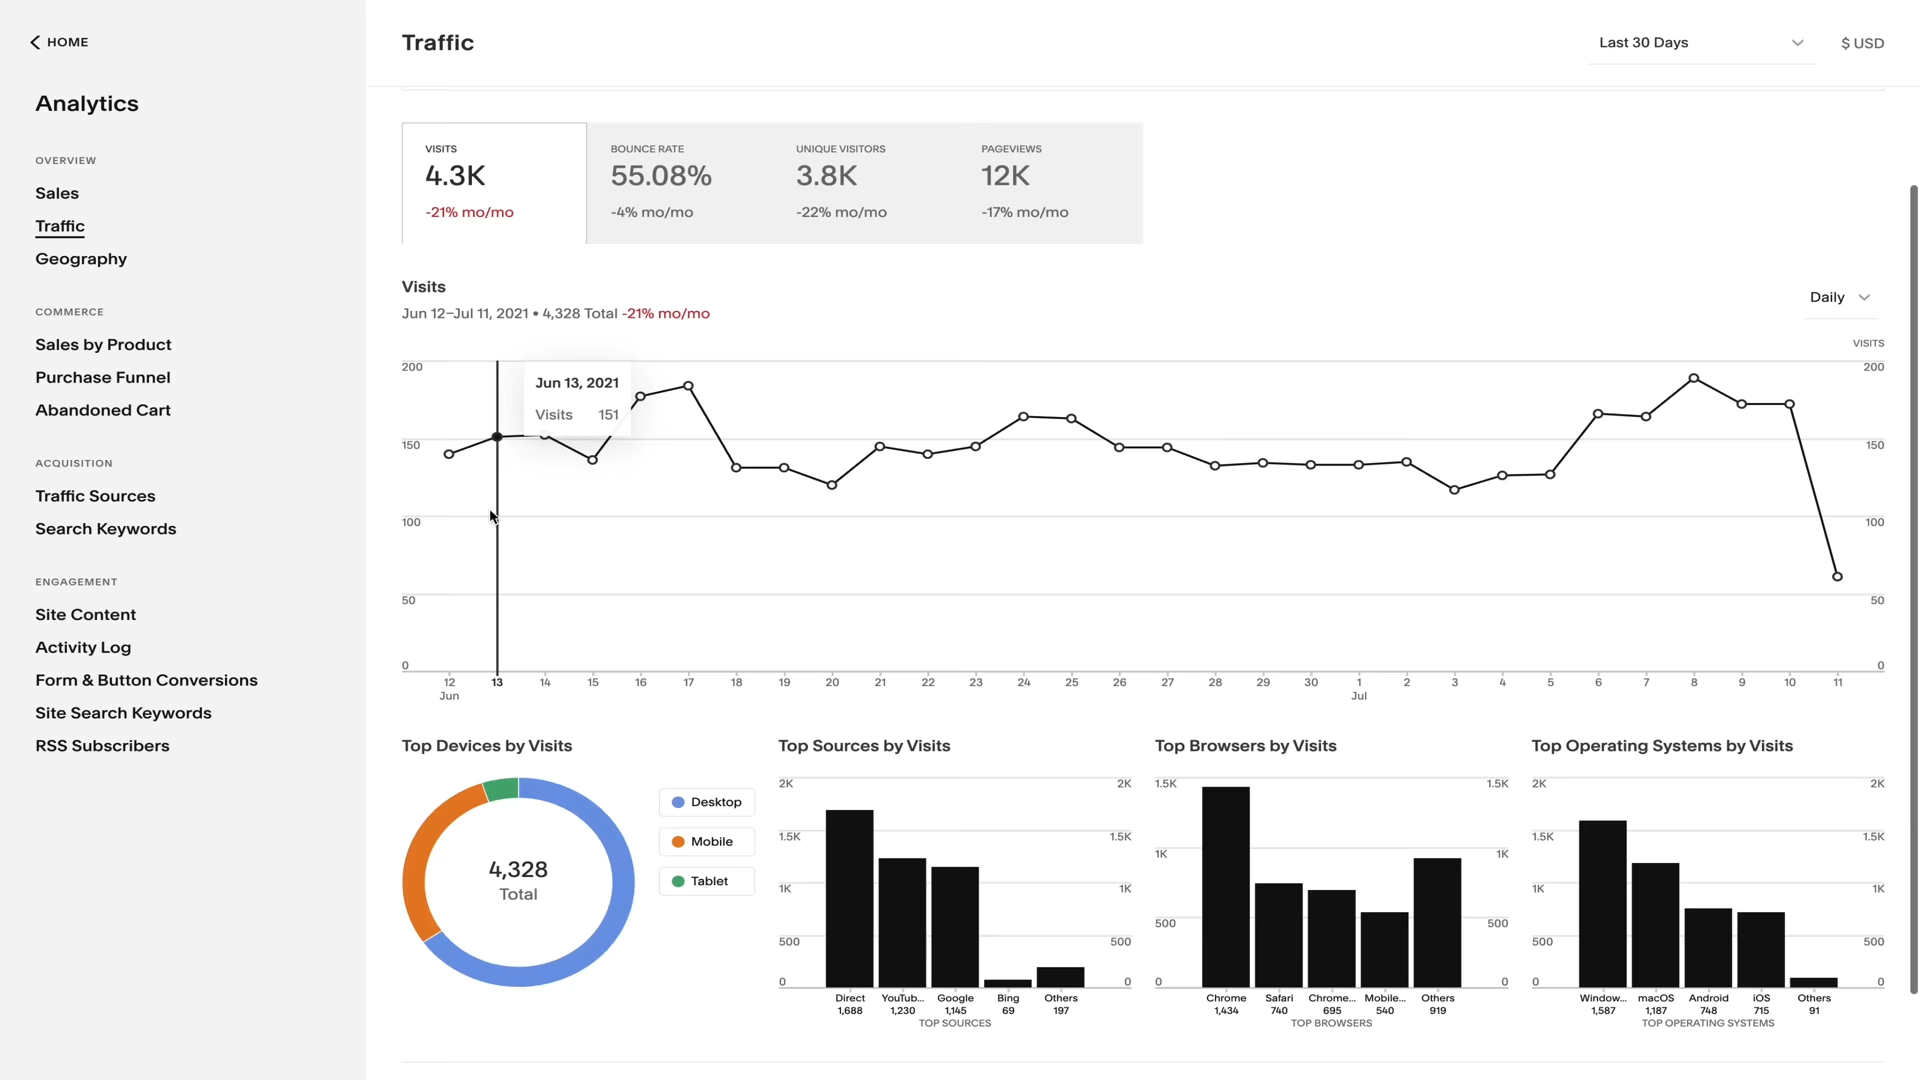 HOME
Analytics
OVERVIEW
Sales
Traffic
Geography
COMMERCE
Sales by Product
Purchase Funnel
Abandoned Cart
ACQUISITION
Traffic Sources
Search Keywords
ENGAGEMENT
Site Content
Activity Log
Form & Button Conversions
Site Search Keywords
RSS Subscribers
Traffic
Last 30 Days
$ USD
VISITS
4.3K
-21% mo/mo
BOUNCE RATE
55.08%
-4% mo/mo
UNIQUE VISITORS
3.8K
-22% mo/mo
PAGEVIEWS
12K
-17% mo/mo
Visits
Jun 12–Jul 11, 2021 • 4,328 Total -21% mo/mo
Daily
VISITS
200 200
150 150
100 100
50 50
0 0
Jun 13, 2021
Visits 151
12 13 14 15 16 17 18 19 20 21 22 23 24 25 26 27 28 29 30 1 2 3 4 5 6 7 8 9 10 11
Jun Jul
Top Devices by Visits
4,328
Total
Desktop
Mobile
Tablet
Top Sources by Visits
2K 2K
1.5K 1.5K
1K 1K
500 500
0 0
Direct YouTub... Google Bing Others
1,688 1,230 1,145 69 197
TOP SOURCES
Top Browsers by Visits
1.5K 1.5K
1K 1K
500 500
0 0
Chrome Safari Chrome... Mobile... Others
1,434 740 695 540 919
TOP BROWSERS
Top Operating Systems by Visits
2K 2K
1.5K 1.5K
1K 1K
500 500
0 0
Window... macOS Android iOS Others
1,587 1,187 748 715 91
TOP OPERATING SYSTEMS